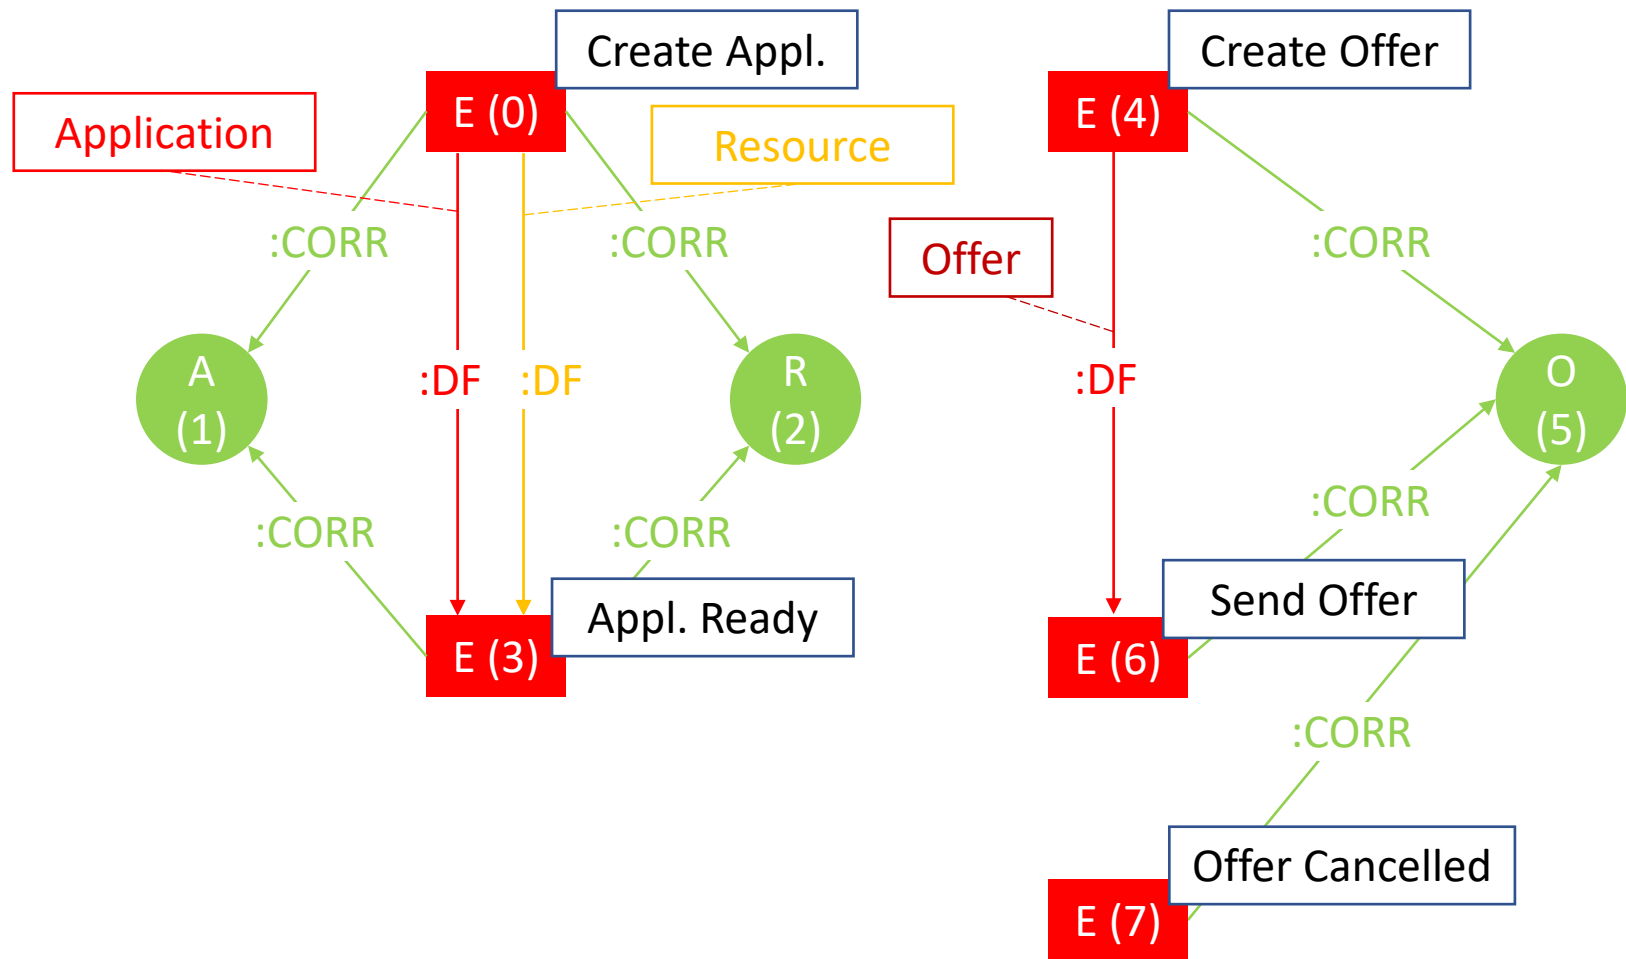 Create Appl.
Create Offer
E (0)
E (4)
Application
Resource
:CORR
:CORR
:CORR
Offer
A
(1)
:DF
:DF
R
(2)
:DF
O
(5)
:CORR
:CORR
:CORR
Appl. Ready
Send Offer
E (3)
E (6)
:CORR
Offer Cancelled
E (7)